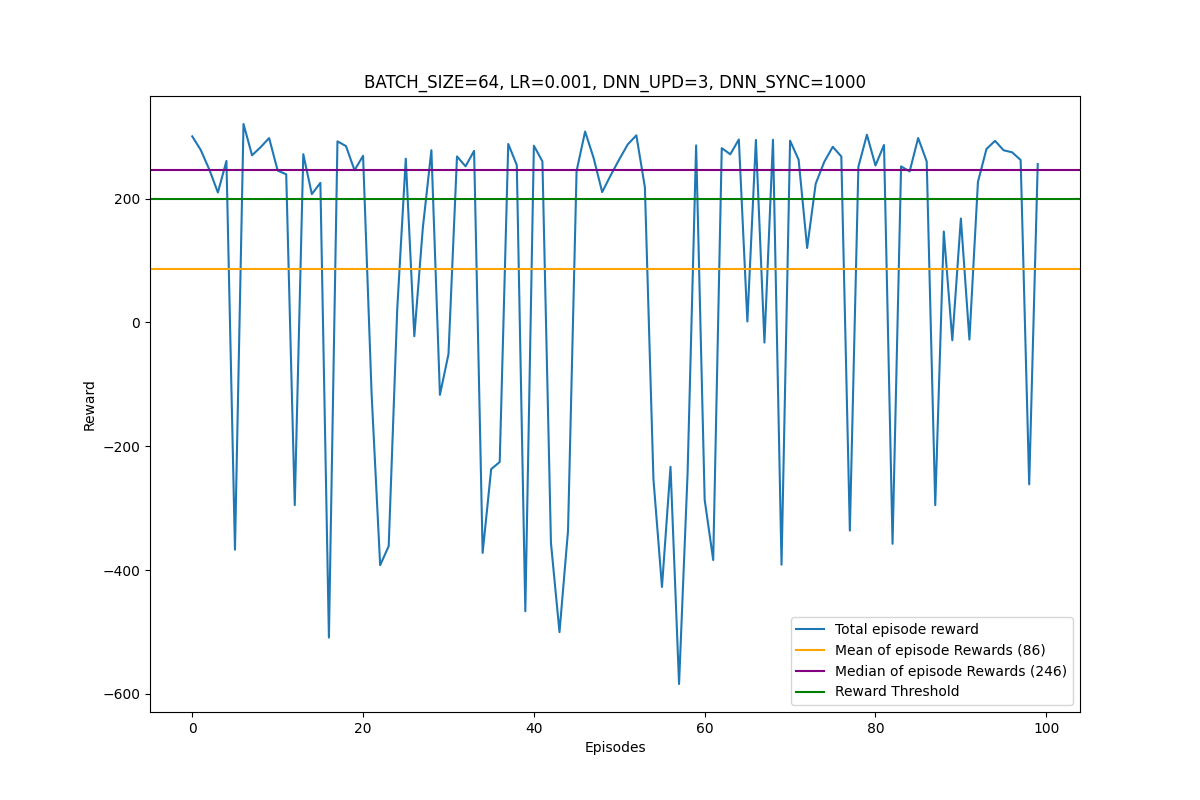 BATCH_SIZE=64, LR=0.001, DNN_UPD=3, DNN_SYNC=1000
200
0
−200
−400
−600
Reward
0
20
40
60
80
100
Episodes
Total episode reward
Mean of episode Rewards (86)
Median of episode Rewards (246)
Reward Threshold